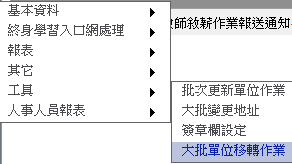 基本資料
終身學習入口網處理
師敘薪作業報送通知
報表
其它
工具
人事人員報表
批次更新單位作業
大批變更地址
簽章欄設定
大批單位移轉作業